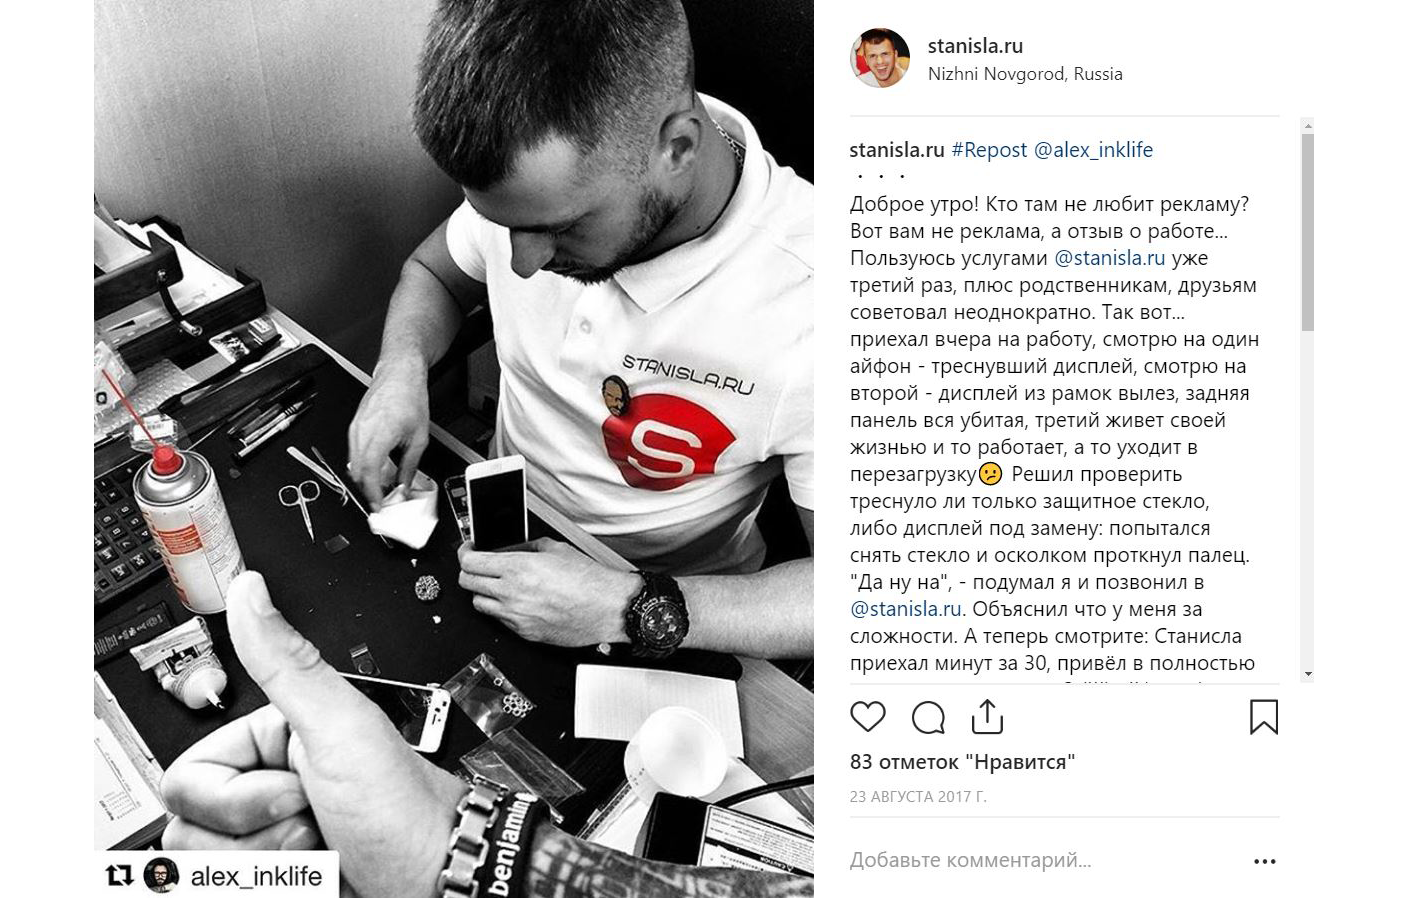 stanisla.ru
Nizhni Novgorod, Russia
stanisla.ru #Repost @alex_inklife
. . .
Доброе утро! Кто там не любит рекламу?
Вот вам не реклама, а отзыв о работе...
Пользуюсь услугами @stanisla.ru уже
третий раз, плюс родственникам, друзьям
советовал неоднократно. Так вот...
приехал вчера на работу, смотрю на один
айфон - треснувший дисплей, смотрю на
второй - дисплей из рамок вылез, задняя
панель вся убитая, третий живет своей
жизнью и то работает, а то уходит в
перезагрузку😕 Решил проверить
треснуло ли только защитное стекло,
либо дисплей под замену: попытался
снять стекло и осколком проткнул палец.
"Да ну на", - подумал я и позвонил в
@stanisla.ru. Объяснил что у меня за
сложности. А теперь смотрите: Станисла
приехал минут за 30, привёл в полностью
83 отметок "Нравится"
23 АВГУСТА 2017 Г.
Добавьте комментарий...
STANISLA.RU
S
benjamin
alex_inklife